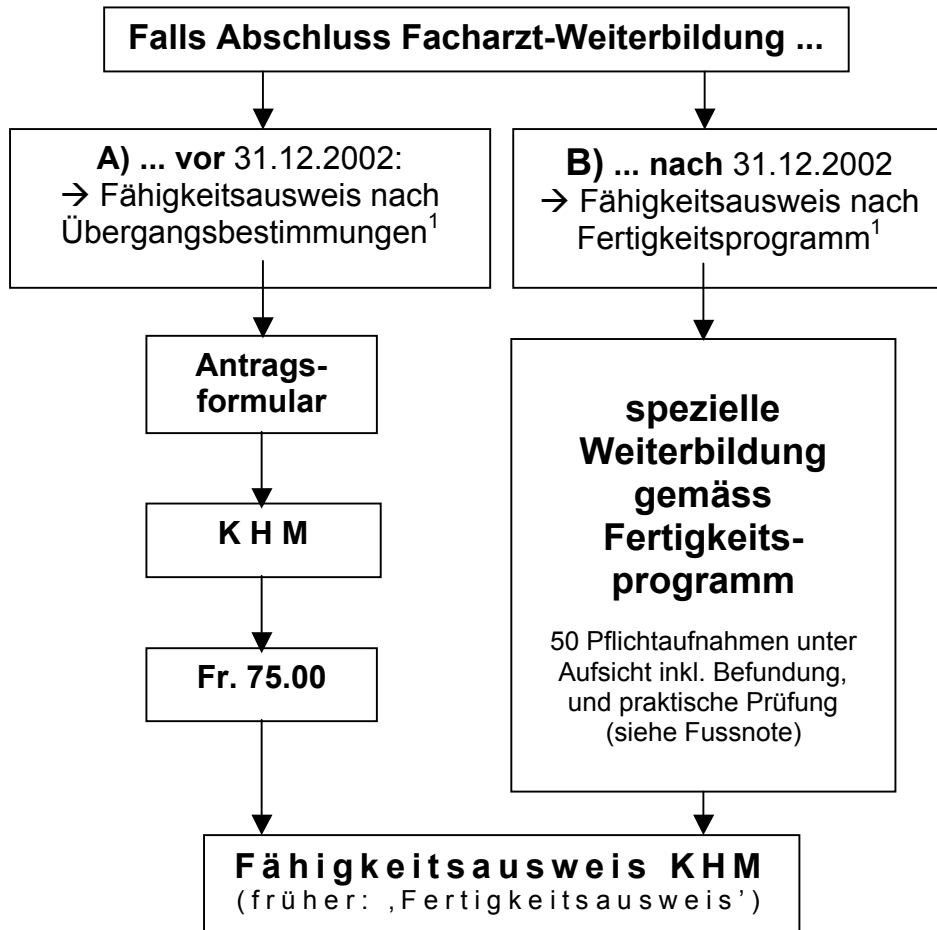 Falls Abschluss Facharzt-Weiterbildung ...
A) ... vor 31.12.2002:
→ Fähigkeitsausweis nach
Übergangsbestimmungen¹
Antrags-
formular
K H M
Fr. 75.00
B) ... nach 31.12.2002
→ Fähigkeitsausweis nach
Fertigkeitsprogramm¹
spezielle
Weiterbildung
gemäss
Fertigkeits-
programm
50 Pflichtaufnahmen unter
Aufsicht inkl. Befundung,
und praktische Prüfung
(siehe Fussnote)
Fähigkeitsausweis KHM
(früher: ‚Fertigkeitsausweis’)